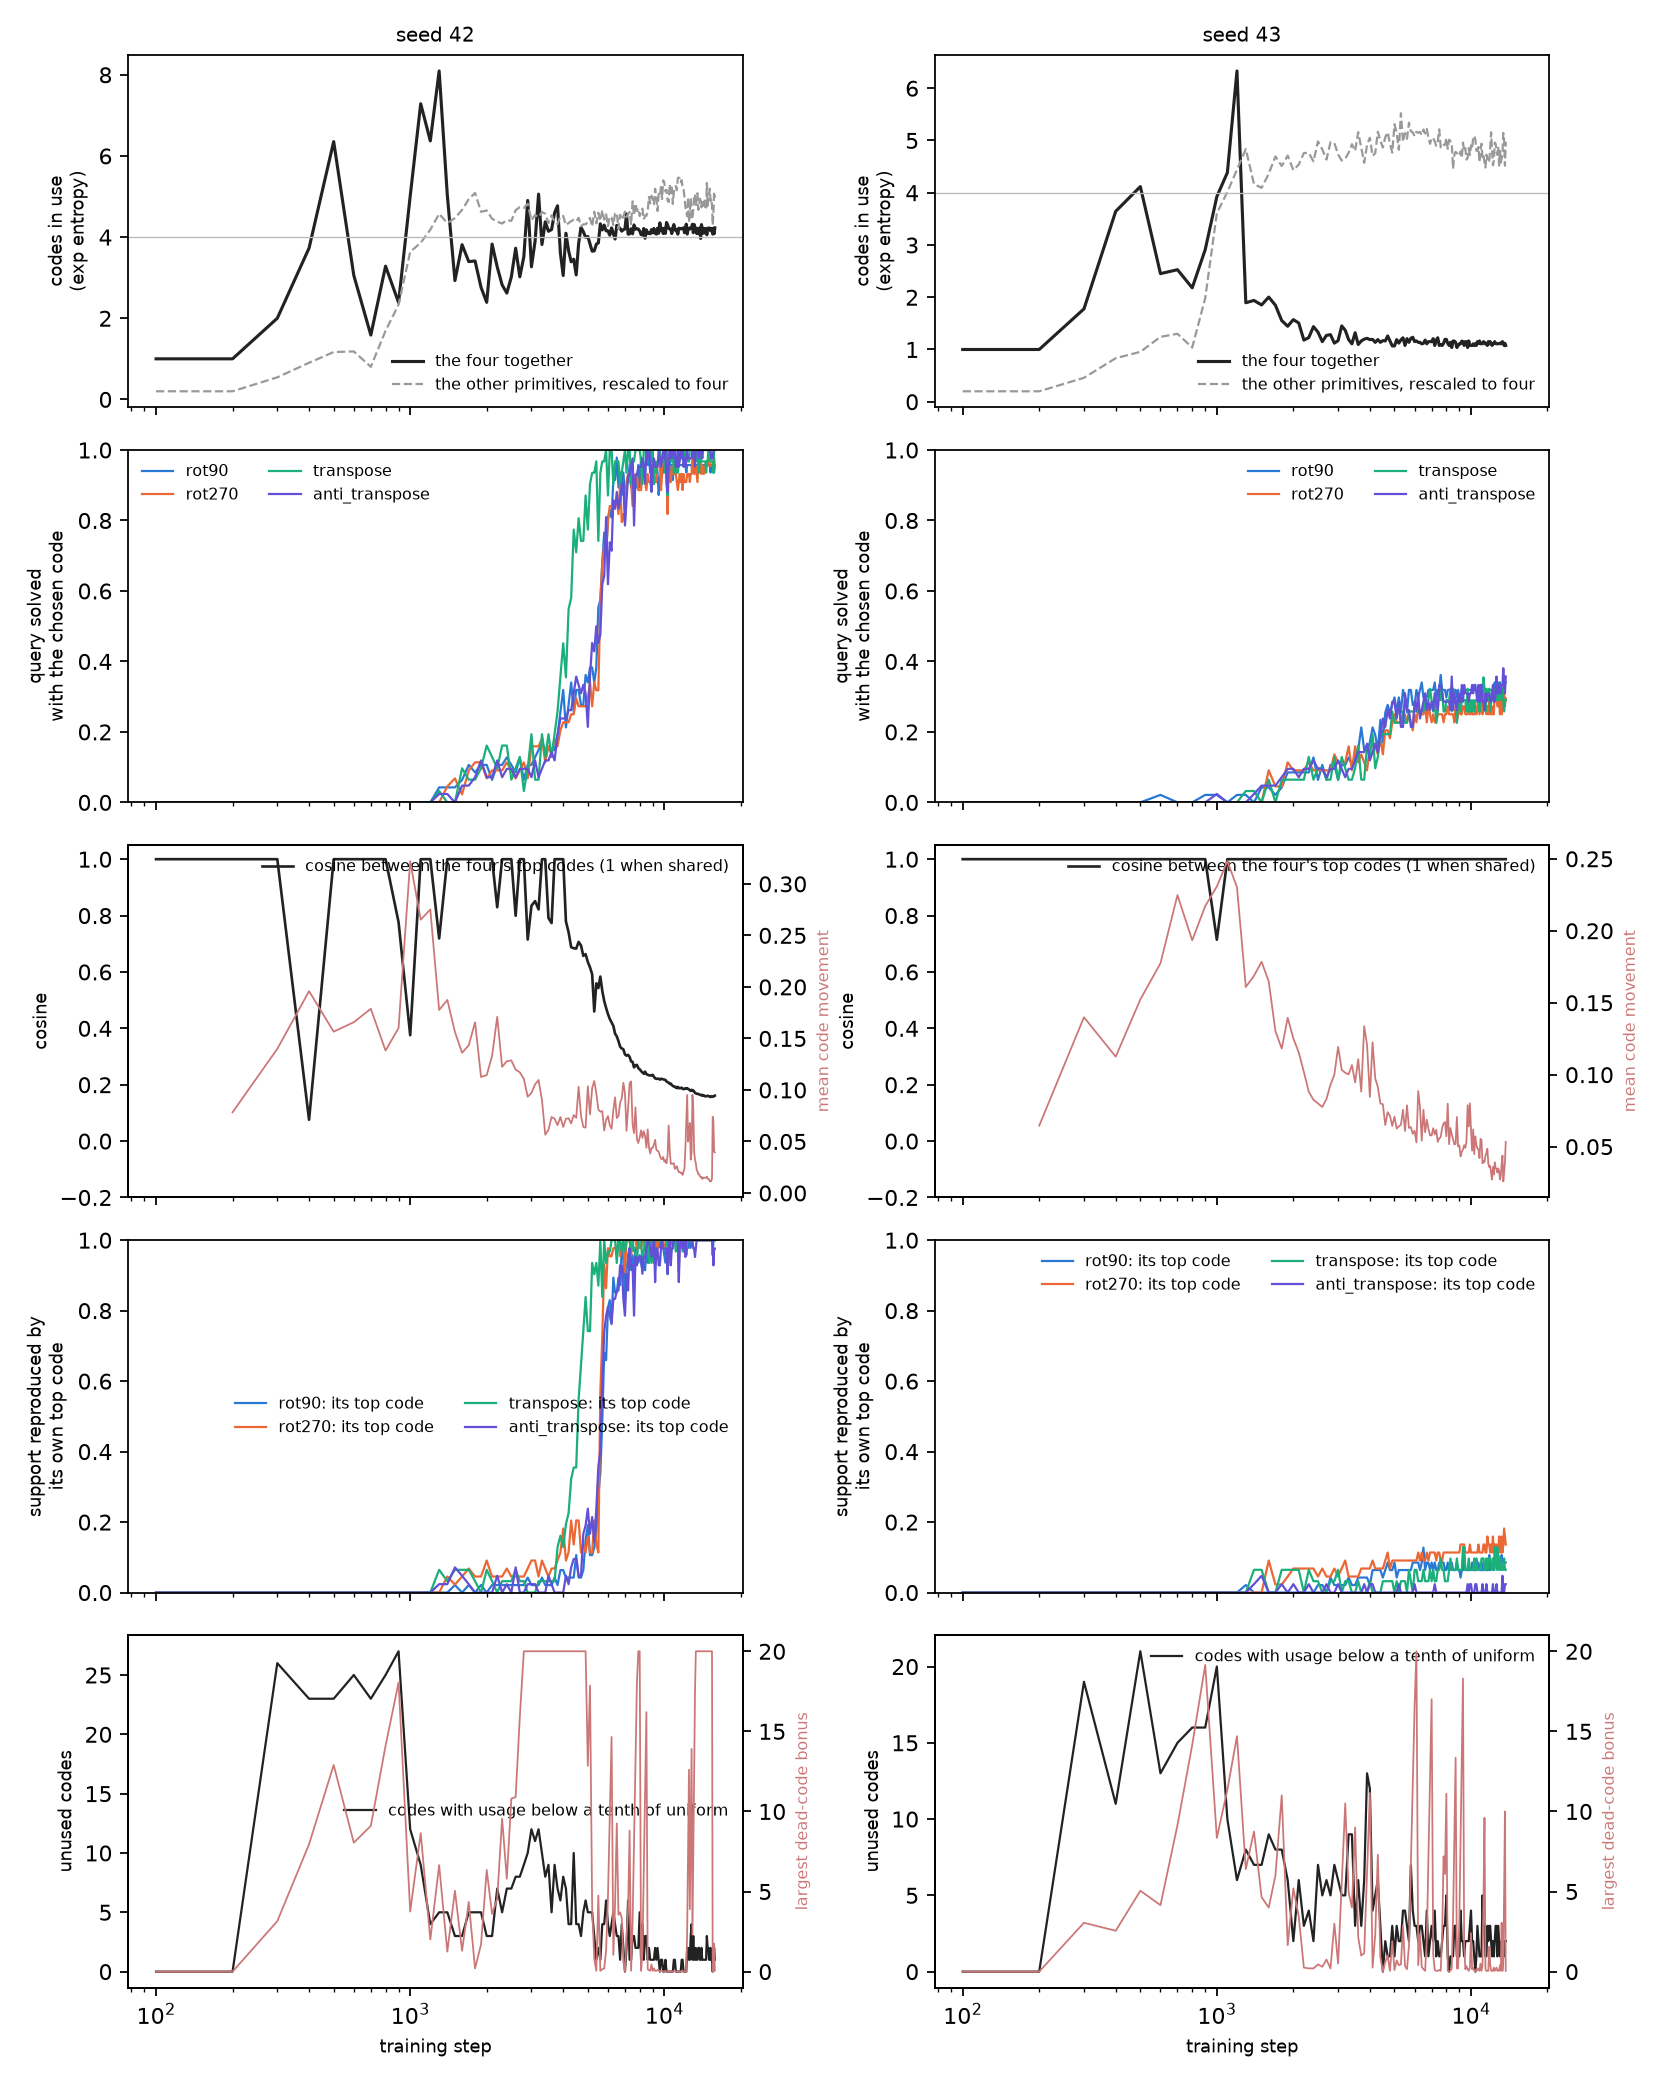 seed 42
seed 43
codes in use
(exp entropy)
8
6
4
2
0
the four together
the other primitives, rescaled to four
codes in use
(exp entropy)
6
5
4
3
2
1
0
the four together
the other primitives, rescaled to four
query solved
with the chosen code
1.0
0.8
0.6
0.4
0.2
0.0
rot90 transpose
rot270 anti_transpose
query solved
with the chosen code
1.0
0.8
0.6
0.4
0.2
0.0
rot90 transpose
rot270 anti_transpose
cosine
1.0
0.8
0.6
0.4
0.2
0.0
−0.2
cosine between the four's top codes (1 when shared)
0.30
0.25
0.20
0.15
0.10
0.05
0.00
mean code movement
cosine
1.0
0.8
0.6
0.4
0.2
0.0
−0.2
cosine between the four's top codes (1 when shared)
0.25
0.20
0.15
0.10
0.05
mean code movement
support reproduced by
its own top code
1.0
0.8
0.6
0.4
0.2
0.0
rot90: its top code transpose: its top code
rot270: its top code anti_transpose: its top code
support reproduced by
its own top code
1.0
0.8
0.6
0.4
0.2
0.0
rot90: its top code transpose: its top code
rot270: its top code anti_transpose: its top code
unused codes
25
20
15
10
5
0
codes with usage below a tenth of uniform
20
15
10
5
0
largest dead-code bonus
10² 10³ 10⁴
training step
unused codes
20
15
10
5
0
codes with usage below a tenth of uniform
20
15
10
5
0
largest dead-code bonus
10² 10³ 10⁴
training step